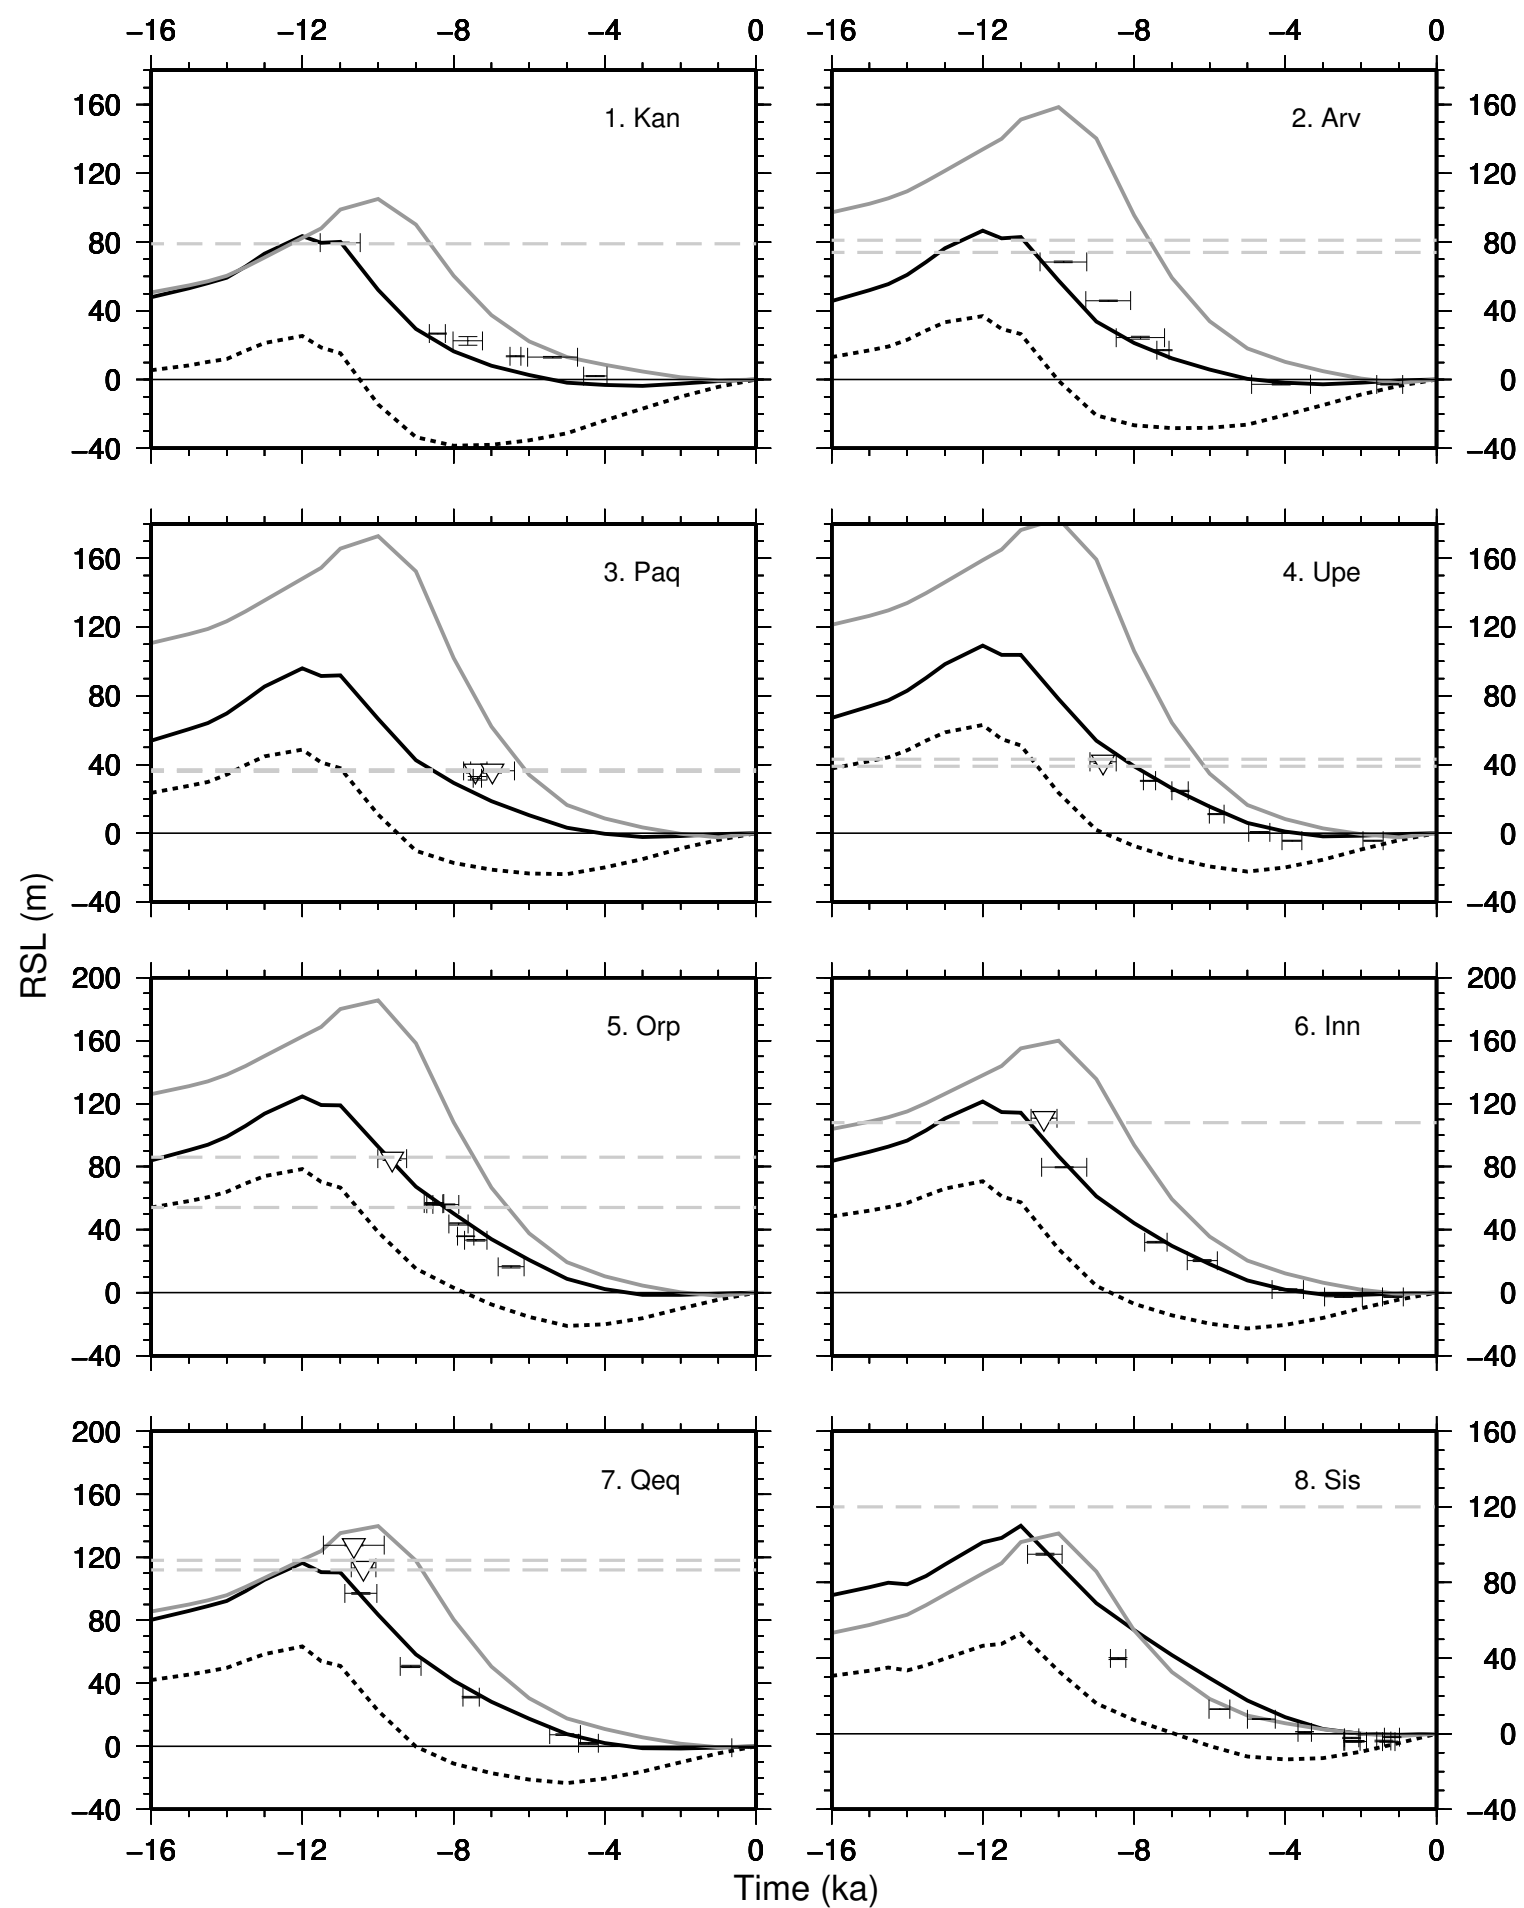 −16 −12 −8 −4 0 −16 −12 −8 −4 0
160 1. Kan 2. Arv 160
120 120
80 80
40 40
0 0
−40 −40
160 3. Paq 4. Upe 160
120 120
80 80
40 40
0 0
−40 −40
RSL (m)
200 200
160 5. Orp 6. Inn 160
120 120
80 80
40 40
0 0
−40 −40
200 160
160 7. Qeq 8. Sis 120
120 80
80 40
40 0
0 −40
−40
−16 −12 −8 −4 0 −16 −12 −8 −4 0
Time (ka)